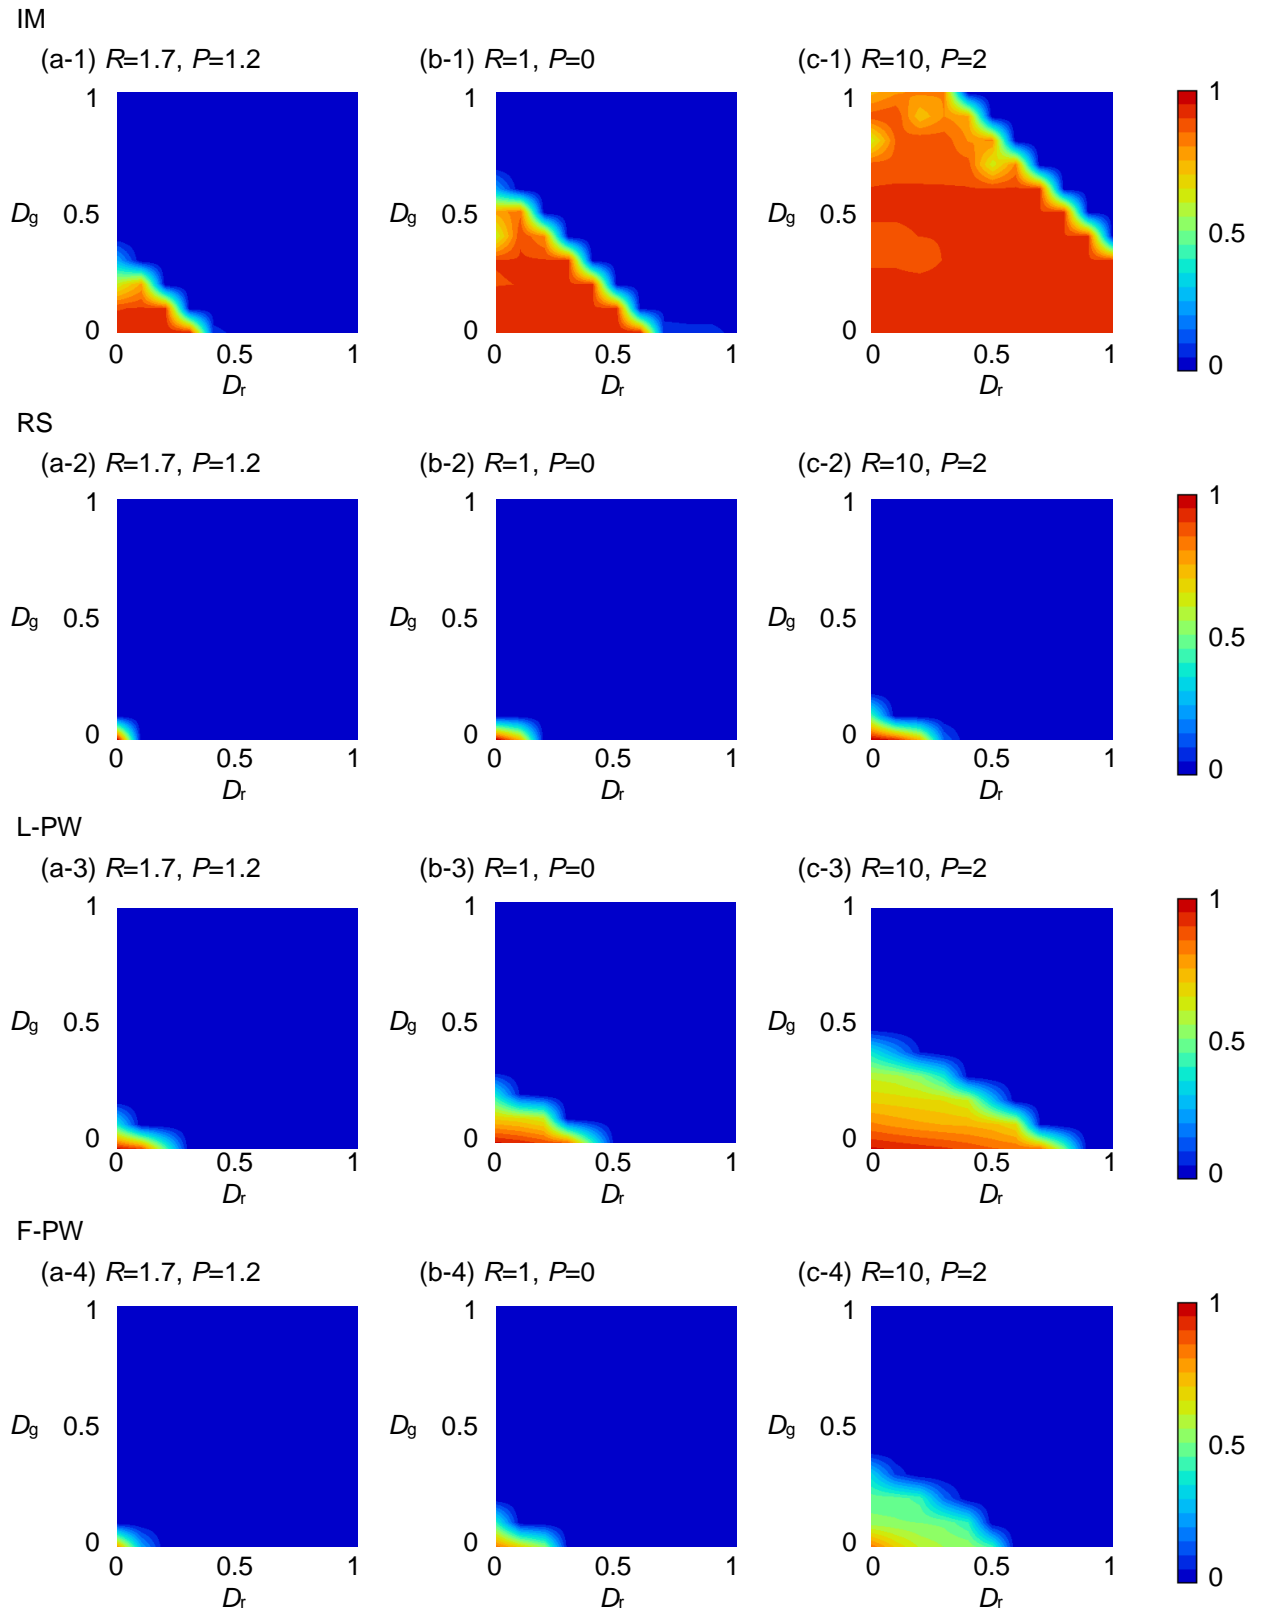 IM
(a-1) R=1.7, P=1.2 (b-1) R=1, P=0 (c-1) R=10, P=2
1 1 1 1
Dg 0.5 Dg 0.5 Dg 0.5 0.5
0 0 0 0
0 0.5 1 0 0.5 1 0 0.5 1
Dr Dr Dr
RS
(a-2) R=1.7, P=1.2 (b-2) R=1, P=0 (c-2) R=10, P=2
1 1 1 1
Dg 0.5 Dg 0.5 Dg 0.5 0.5
0 0 0 0
0 0.5 1 0 0.5 1 0 0.5 1
Dr Dr Dr
L-PW
(a-3) R=1.7, P=1.2 (b-3) R=1, P=0 (c-3) R=10, P=2
1 1 1 1
Dg 0.5 Dg 0.5 Dg 0.5 0.5
0 0 0 0
0 0.5 1 0 0.5 1 0 0.5 1
Dr Dr Dr
F-PW
(a-4) R=1.7, P=1.2 (b-4) R=1, P=0 (c-4) R=10, P=2
1 1 1 1
Dg 0.5 Dg 0.5 Dg 0.5 0.5
0 0 0 0
0 0.5 1 0 0.5 1 0 0.5 1
Dr Dr Dr